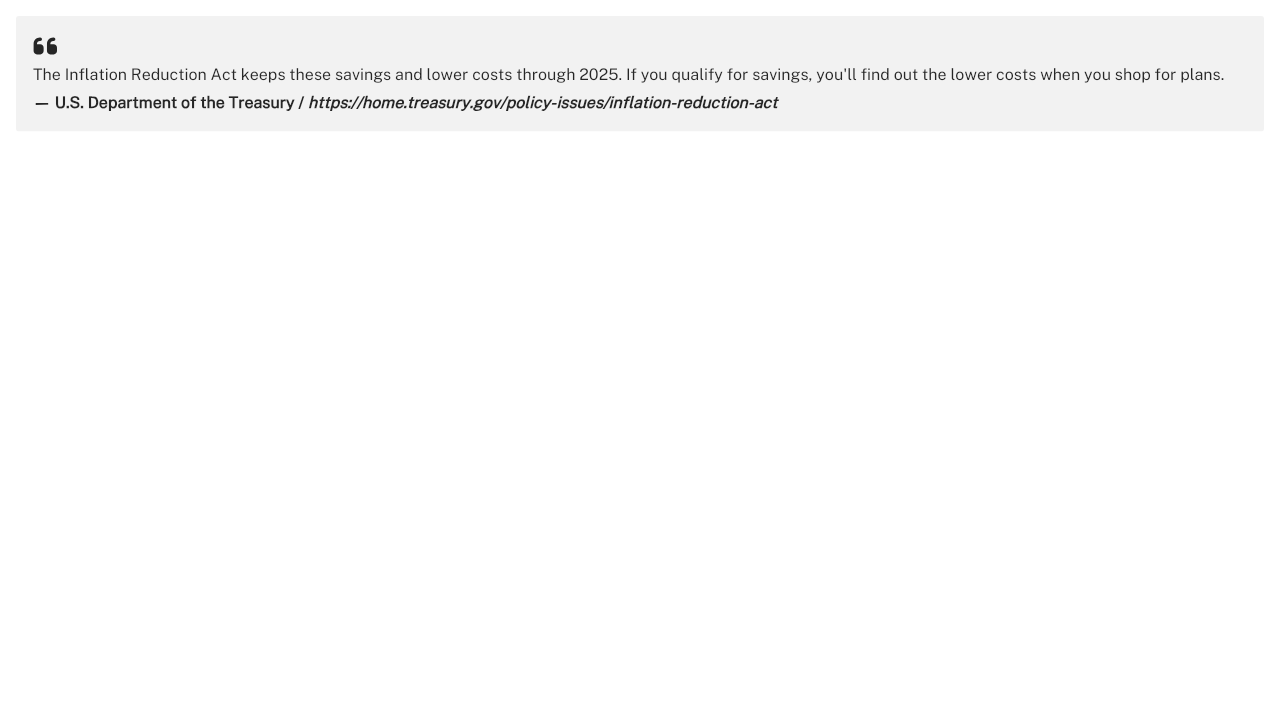 The Inflation Reduction Act keeps these savings and lower costs through 2025. If you qualify for savings, you'll find out the lower costs when you shop for plans.
— U.S. Department of the Treasury / https://home.treasury.gov/policy-issues/inflation-reduction-act